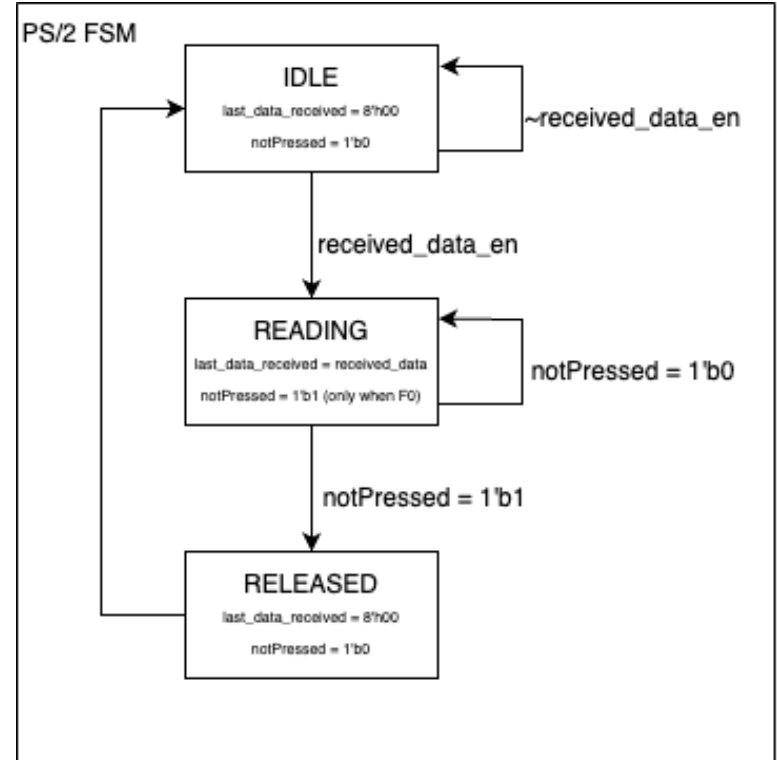 PS/2 FSM
IDLE
last_data_received = 8'h00
notPressed = 1'b0
~received_data_en
received_data_en
READING
last_data_received = received_data
notPressed = 1'b1 (only when F0)
notPressed = 1'b0
notPressed = 1'b1
RELEASED
last_data_received = 8'h00
notPressed = 1'b0